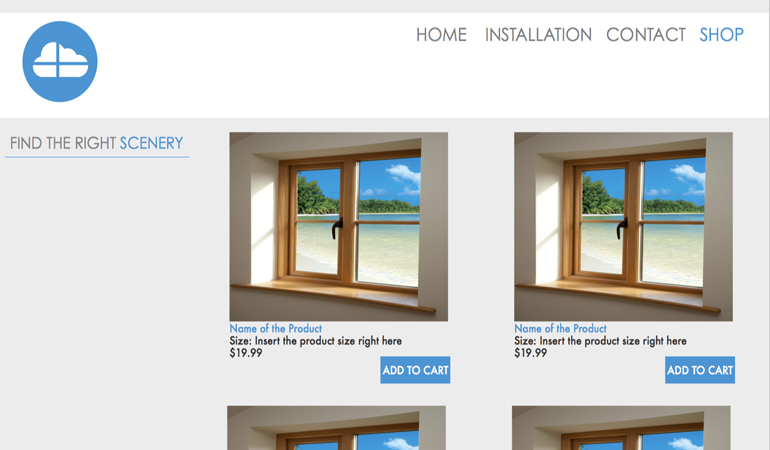 HOME INSTALLATION CONTACT SHOP
FIND THE RIGHT SCENERY
Name of the Product
Size: Insert the product size right here
$19.99
ADD TO CART
Name of the Product
Size: Insert the product size right here
$19.99
ADD TO CART